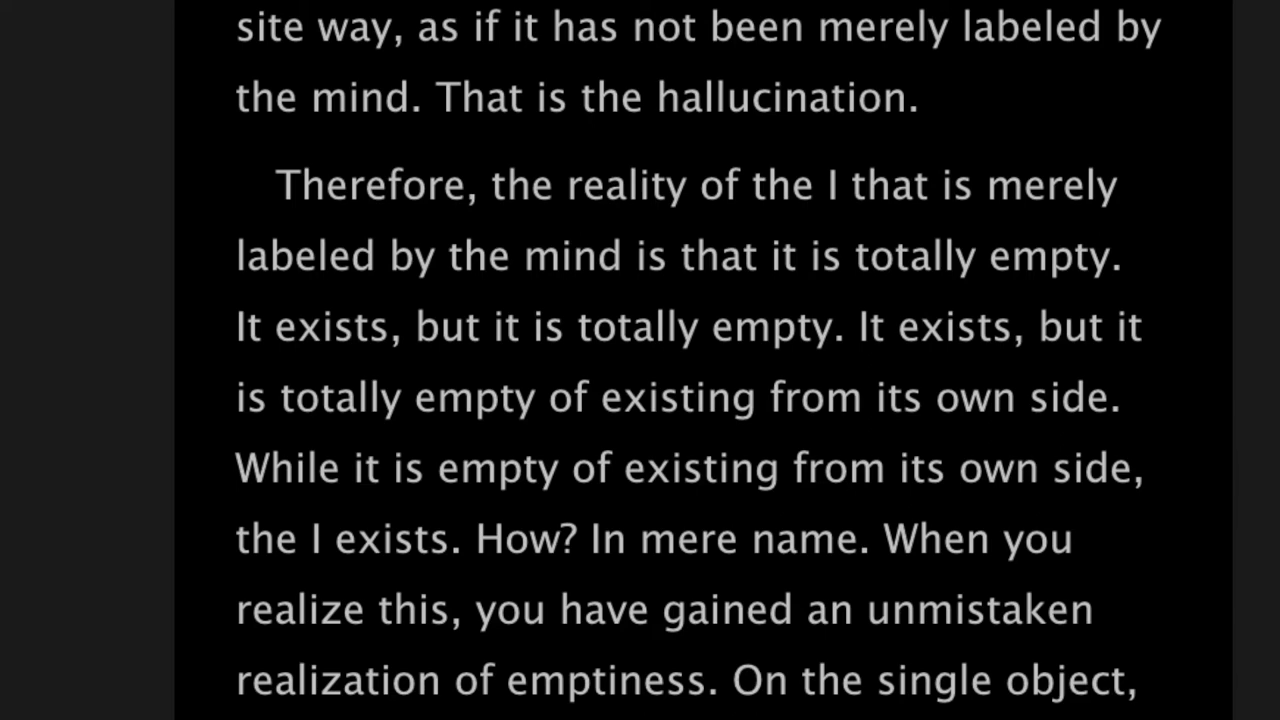 site way, as if it has not been merely labeled by
the mind. That is the hallucination.
Therefore, the reality of the I that is merely
labeled by the mind is that it is totally empty.
It exists, but it is totally empty. It exists, but it
is totally empty of existing from its own side.
While it is empty of existing from its own side,
the I exists. How? In mere name. When you
realize this, you have gained an unmistaken
realization of emptiness. On the single object,